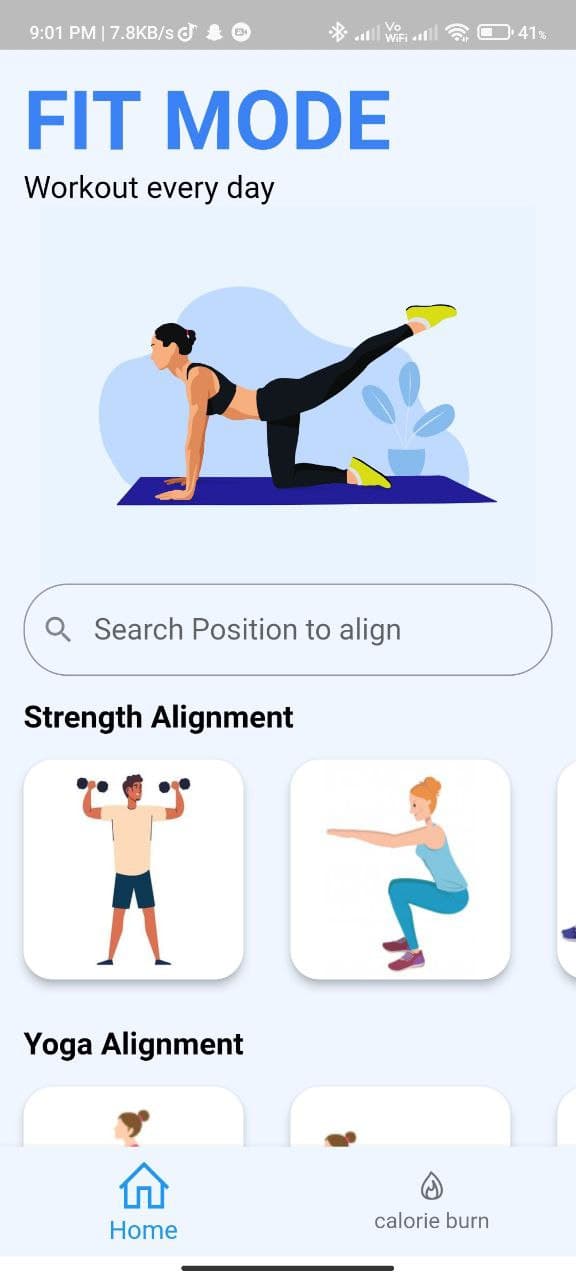 9:01 PM | 7.8KB/s
Vo
WiFi
41%
FIT MODE
Workout every day
Search Position to align
Strength Alignment
Yoga Alignment
Home
calorie burn